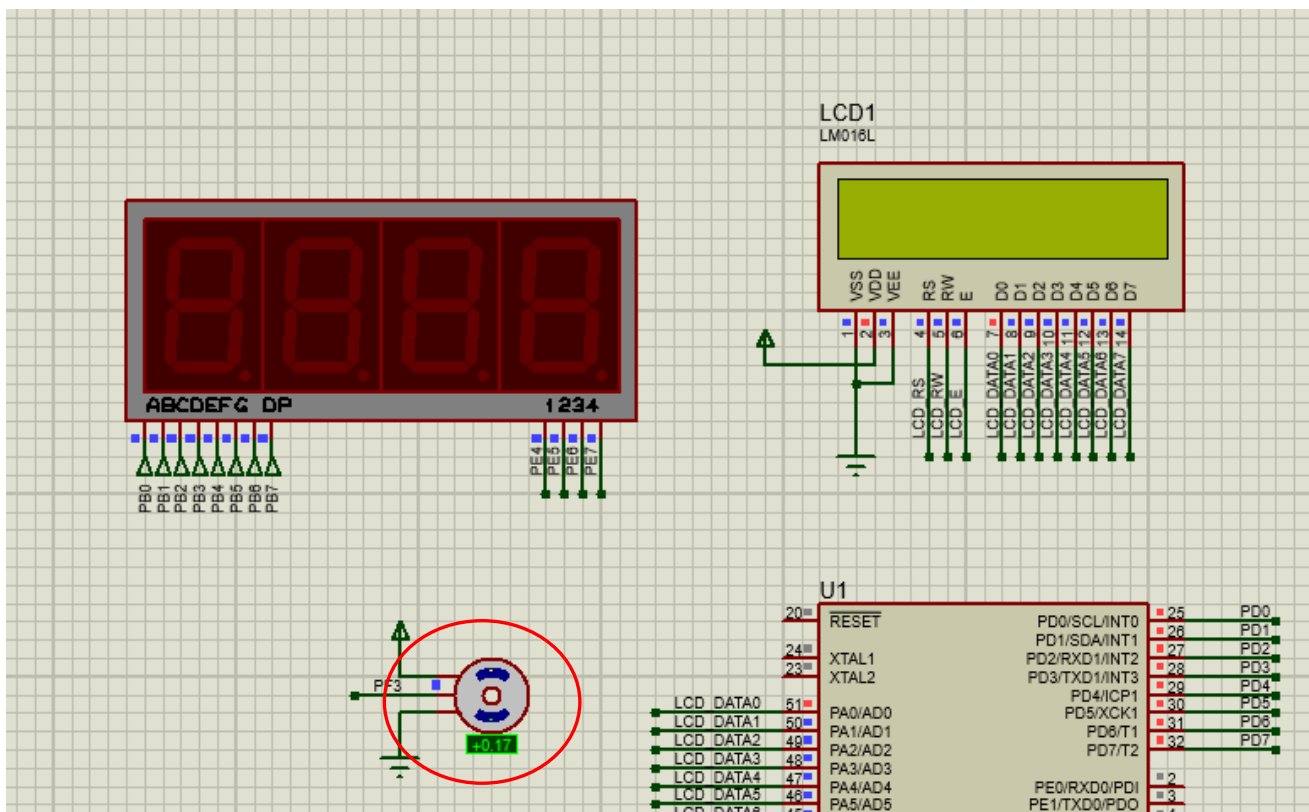 LCD1
LM016L
VSS
VDD
VEE
RS
RW
E
D0
D1
D2
D3
D4
D5
D6
D7
1
2
3
4
5
6
7
8
9
10
11
12
13
14
LCD_RS
LCD_RW
LCD_E
LCD_DATA0
LCD_DATA1
LCD_DATA2
LCD_DATA3
LCD_DATA4
LCD_DATA5
LCD_DATA6
LCD_DATA7
ABCDEFG DP
1234
PB0
PB1
PB2
PB3
PB4
PB5
PB6
PB7
PE4
PE5
PE6
PE7
PF3
+0.17
U1
20 RESET
24 XTAL1
23 XTAL2
LCD_DATA0 51 PA0/AD0
LCD_DATA1 50 PA1/AD1
LCD_DATA2 49 PA2/AD2
LCD_DATA3 48 PA3/AD3
LCD_DATA4 47 PA4/AD4
LCD_DATA5 46 PA5/AD5
PD0/SCL/INT0 25 PD0
PD1/SDA/INT1 26 PD1
PD2/RXD1/INT2 27 PD2
PD3/TXD1/INT3 28 PD3
PD4/ICP1 29 PD4
PD5/XCK1 30 PD5
PD6/T1 31 PD6
PD7/T2 32 PD7
PE0/RXD0/PDI 2
PE1/TXD0/PDO 3